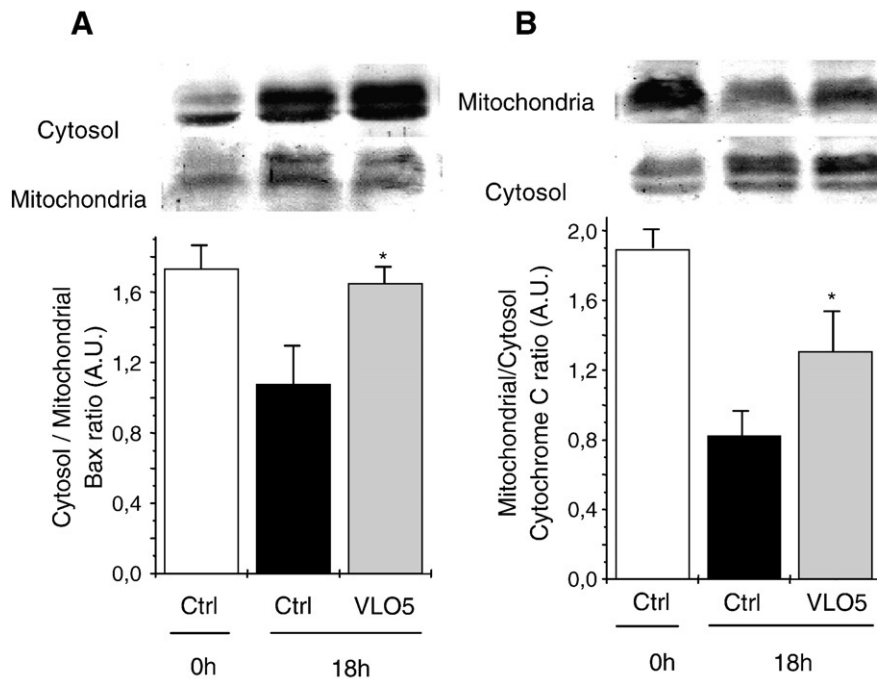 A
Cytosol
Mitochondria
Cytosol / Mitochondrial
Bax ratio (A.U.)
1,6
1,2
0,8
0,4
0,0
*
Ctrl
Ctrl
VLO5
0h
18h
B
Mitochondria
Cytosol
Mitochondrial/Cytosol
Cytochrome C ratio (A.U.)
2,0
1,6
1,2
0,8
0,4
0,0
*
Ctrl
Ctrl
VLO5
0h
18h